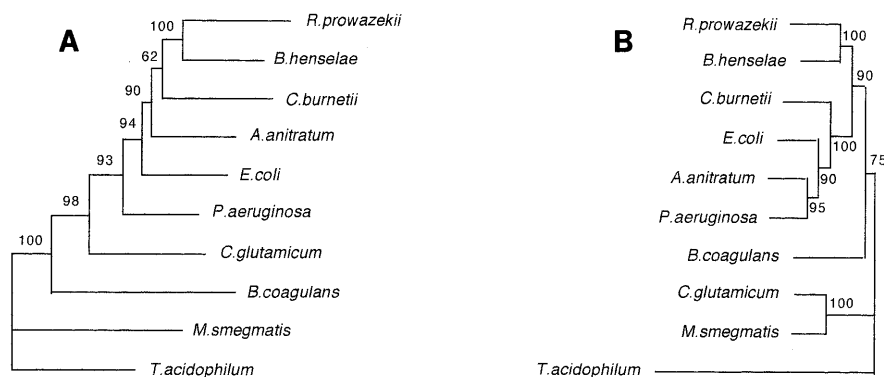 A
100
R.prowazekii
62
B.henselae
90
C.burnetii
94
A.anitratum
93
E.coli
98
P.aeruginosa
100
C.glutamicum
B.coagulans
M.smegmatis
T.acidophilum
B
R.prowazekii
100
B.henselae
90
C.burnetii
100
E.coli
75
90
A.anitratum
95
P.aeruginosa
B.coagulans
C.glutamicum
100
M.smegmatis
T.acidophilum